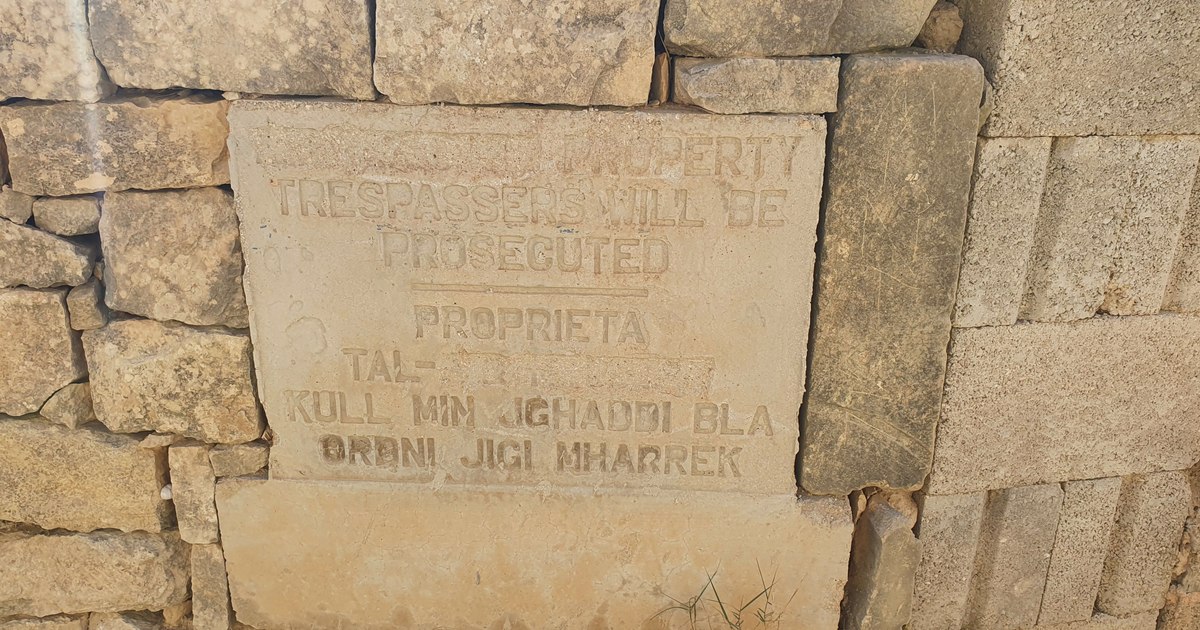 PROPERTY
TRESPASSERS WILL BE
PROSECUTED
PROPRIETA
TAL-
KULL MIN JGHADDI BLA
ORDNI JIGI MHARREK